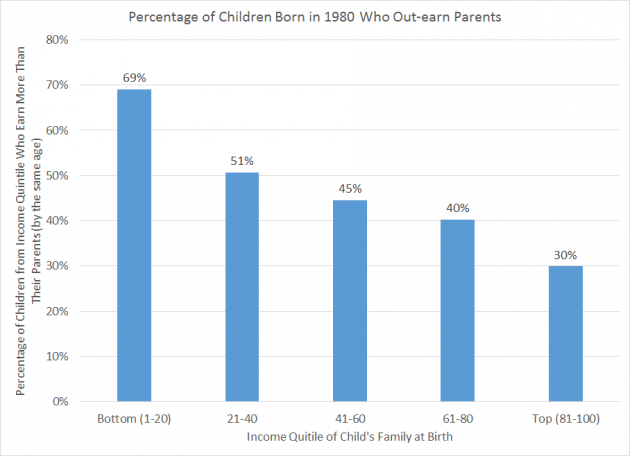 Percentage of Children Born in 1980 Who Out-earn Parents
Percentage of Children from Income Quintile Who Earn More Than
Their Parents (by the same age)
80%
70%
60%
50%
40%
30%
20%
10%
0%
69%
51%
45%
40%
30%
Bottom (1-20) 21-40 41-60 61-80 Top (81-100)
Income Quitile of Child's Family at Birth